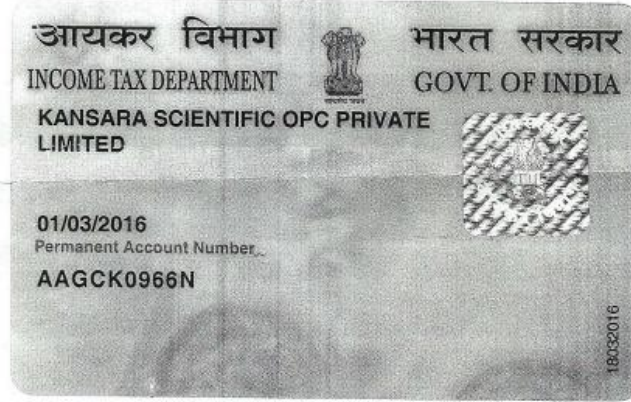 आयकर विभाग
भारत सरकार
INCOME TAX DEPARTMENT
GOVT. OF INDIA
KANSARA SCIENTIFIC OPC PRIVATE
LIMITED
01/03/2016
Permanent Account Number
AAGCK0966N
18032016